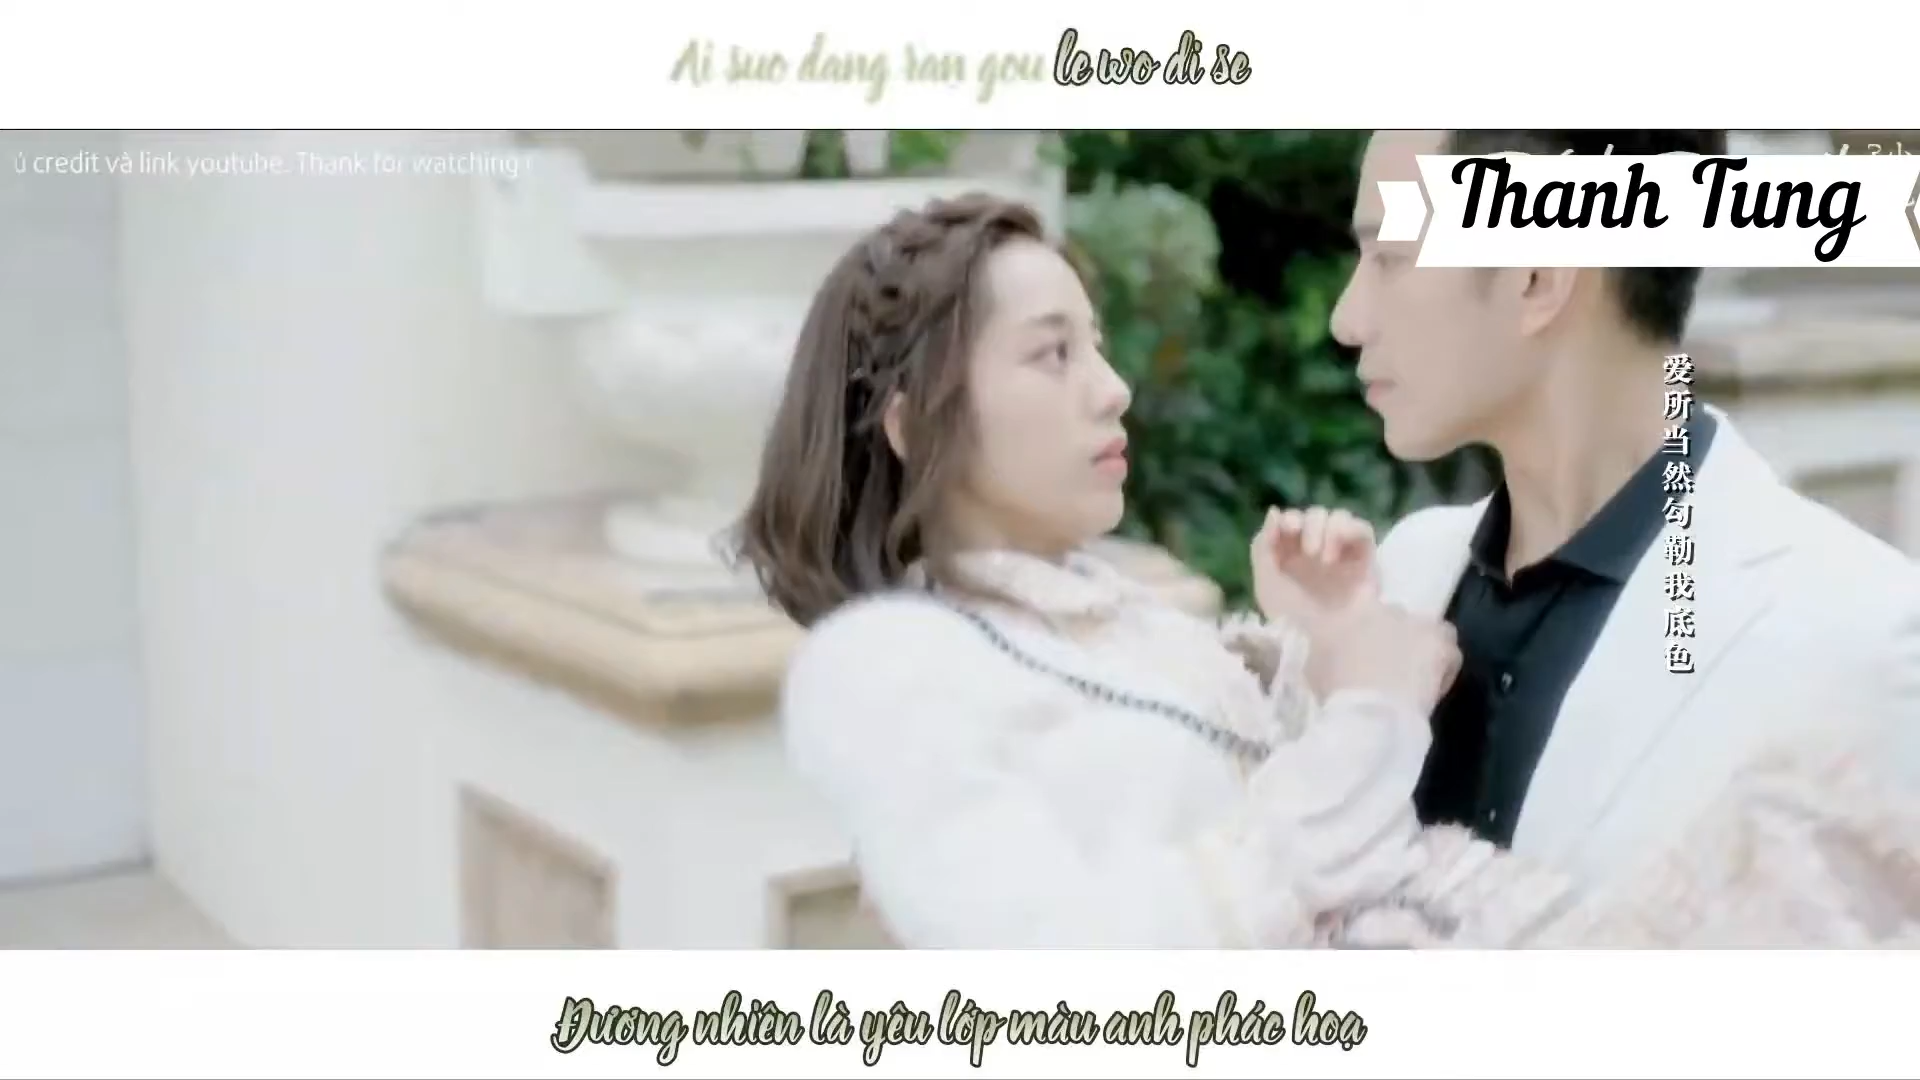 Ai suo dang ran gou le wo di se
ủ credit và link youtube. Thank for watching
Thanh Tung
爱所当然勾勒我底色
Đương nhiên là yêu lớp màu anh phác hoạ